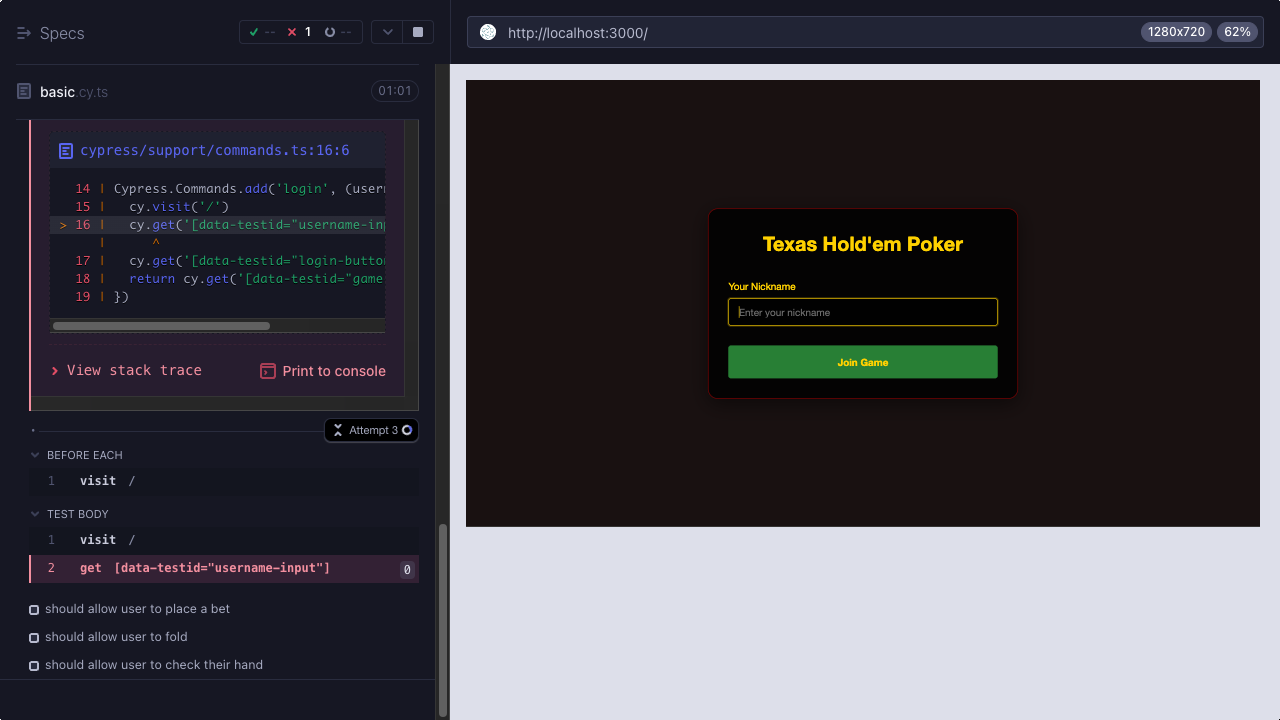 Specs
-- 1 --
basic.cy.ts
01:01
cypress/support/commands.ts:16:6
14 | Cypress.Commands.add('login', (usern
15 | cy.visit('/')
> 16 | cy.get('[data-testid="username-inp
| ^
17 | cy.get('[data-testid="login-button
18 | return cy.get('[data-testid="game
19 | })
View stack trace
Print to console
Attempt 3
BEFORE EACH
1 visit /
TEST BODY
1 visit /
2 get [data-testid="username-input"] 0
should allow user to place a bet
should allow user to fold
should allow user to check their hand
http://localhost:3000/
1280x720
62%
Texas Hold'em Poker
Your Nickname
Enter your nickname
Join Game